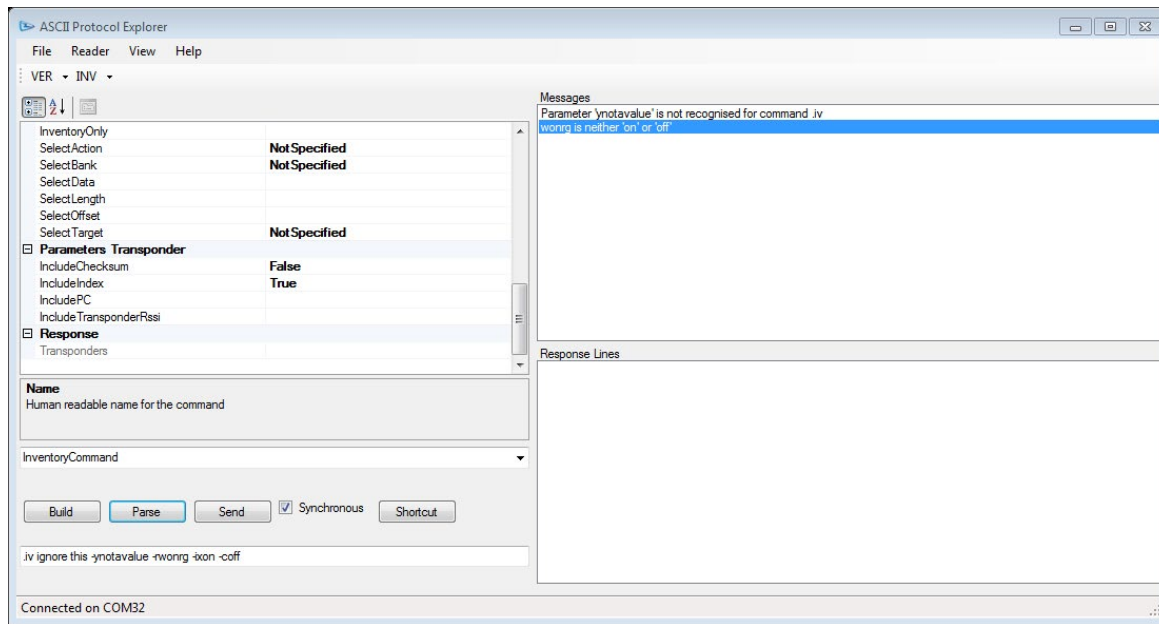 ASCII Protocol Explorer
File Reader View Help
VER INV
InventoryOnly
SelectAction NotSpecified
SelectBank NotSpecified
SelectData
SelectLength
SelectOffset
SelectTarget NotSpecified
Parameters Transponder
IncludeChecksum False
IncludeIndex True
IncludePC
IncludeTransponderRssi
Response
Transponders
Name
Human readable name for the command
InventoryCommand
Build Parse Send Synchronous Shortcut
.iv ignore this -ynotavalue -rwonrg -ixon -coff
Messages
Parameter 'ynotavalue' is not recognised for command .iv
wonrg is neither 'on' or 'off'
Response Lines
Connected on COM32